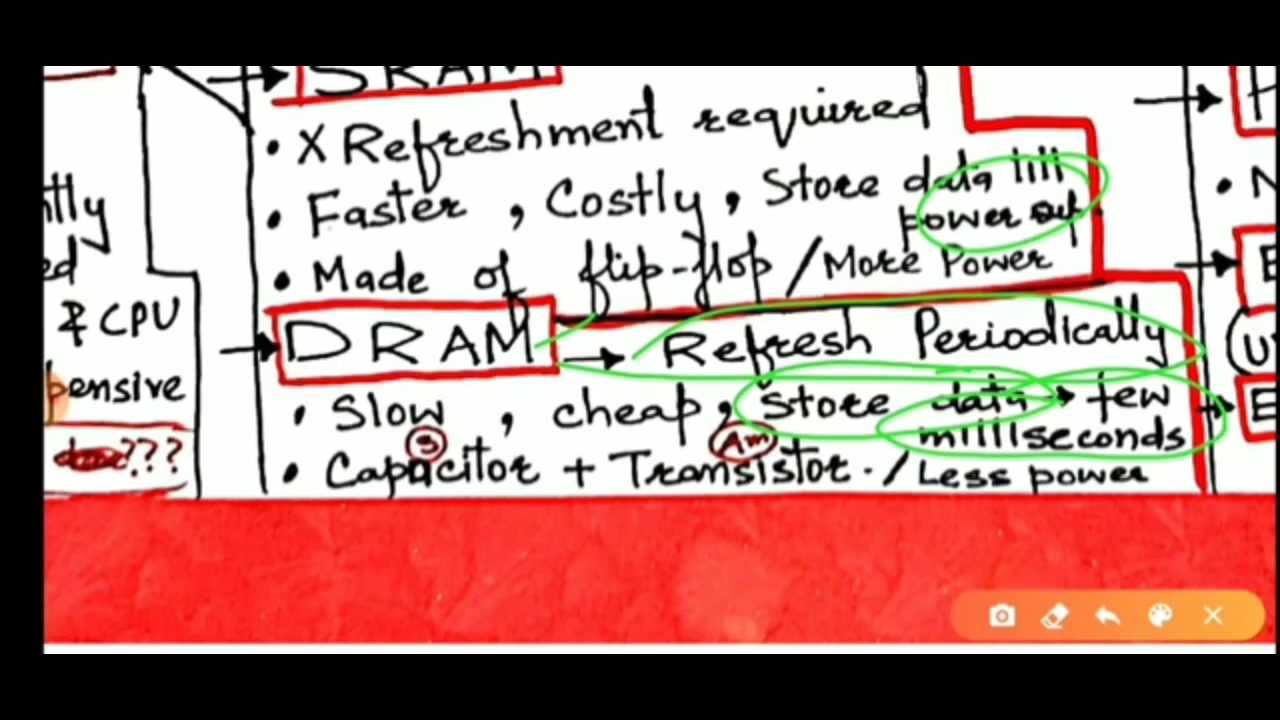 SRAM
• X Refreshment required
• Faster , Costly , Store data till
power
• Made of flip-flop / More Power
DRAM → Refresh Periodically
• Slow , cheap , Store data → few
milliseconds
S Am
• Capacitor + Transistor . / Less power
& CPU
pensive
???